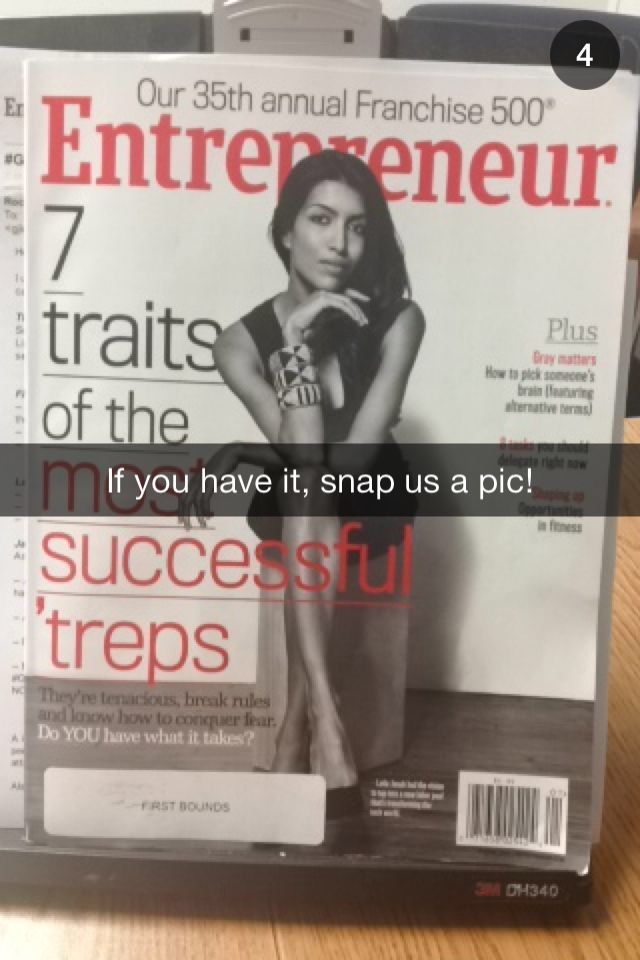 4
Our 35th annual Franchise 500®
Entrepreneur.
7
traits
of the
most
successful
'treps
They're tenacious, break rules
and know how to conquer fear.
Do YOU have what it takes?
Plus
Gray matters
How to pick someone's
brain (featuring
alternative terms)
8 tasks you should
delegate right now
Shaping up
Opportunities
in fitness
If you have it, snap us a pic!
FIRST BOUNDS
3M DH340